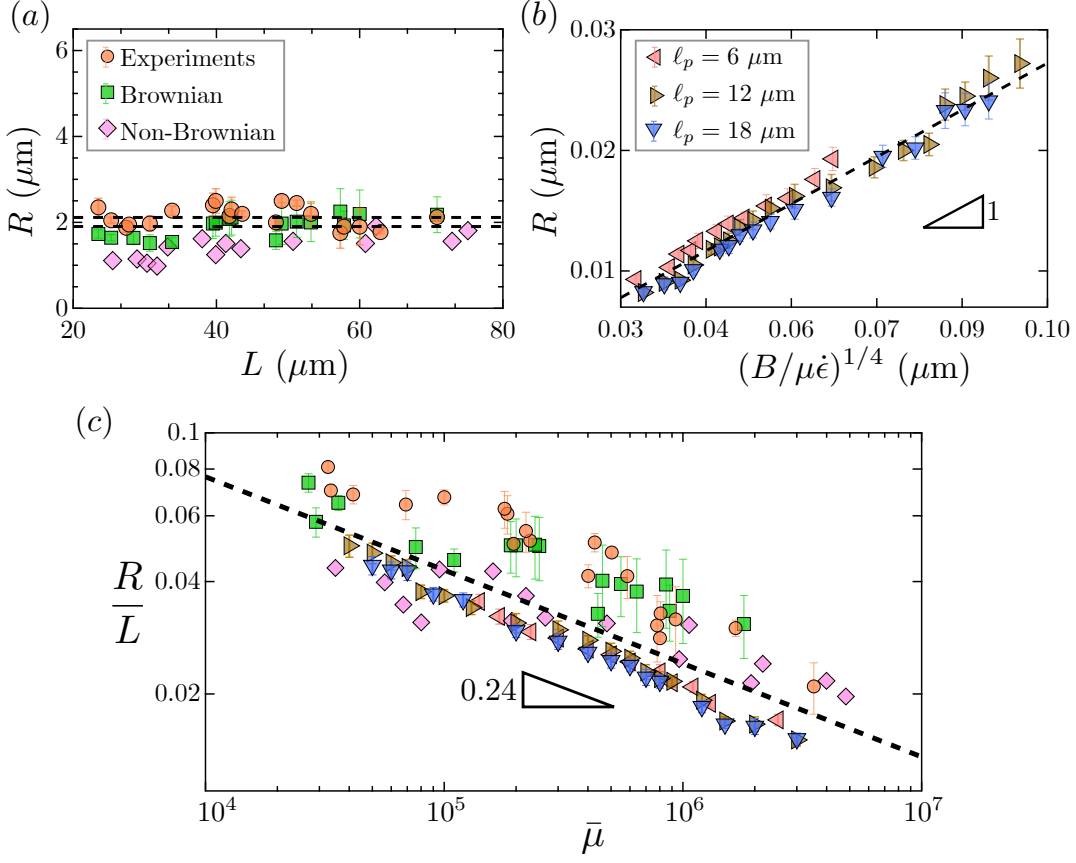 (a)
6
4
2
0
20
40
60
80
R (μm)
L (μm)
Experiments
Brownian
Non-Brownian
(b)
0.03
0.02
0.01
0.03
0.04
0.06
0.07
0.09
0.10
R (μm)
(B/μϵ̇)^{1/4} (μm)
ℓ_p = 6 μm
ℓ_p = 12 μm
ℓ_p = 18 μm
1
(c)
0.1
0.08
0.06
0.04
0.02
R/L
0.24
10^4
10^5
10^6
10^7
μ̄